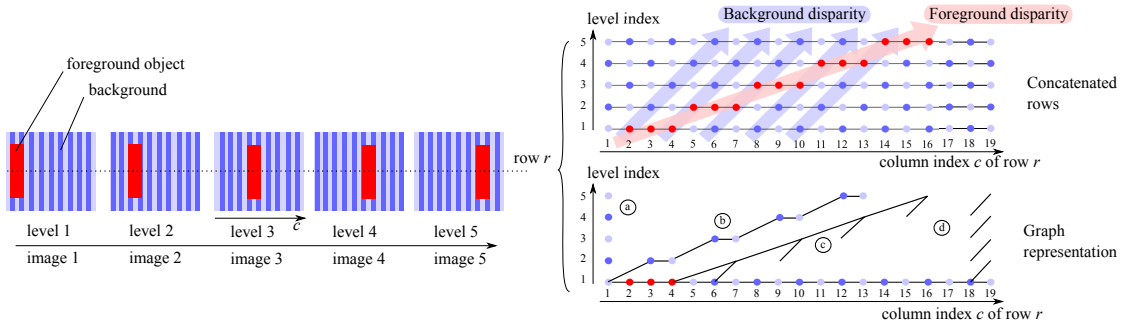 foreground object
background
level 1
level 2
level 3
level 4
level 5
c
image 1
image 2
image 3
image 4
image 5
row r
level index
Background disparity
Foreground disparity
5
4
3
2
1
1 2 3 4 5 6 7 8 9 10 11 12 13 14 15 16 17 18 19
column index c of row r
Concatenated
rows
level index
5
4
3
2
1
a
b
c
d
1 2 3 4 5 6 7 8 9 10 11 12 13 14 15 16 17 18 19
column index c of row r
Graph
representation